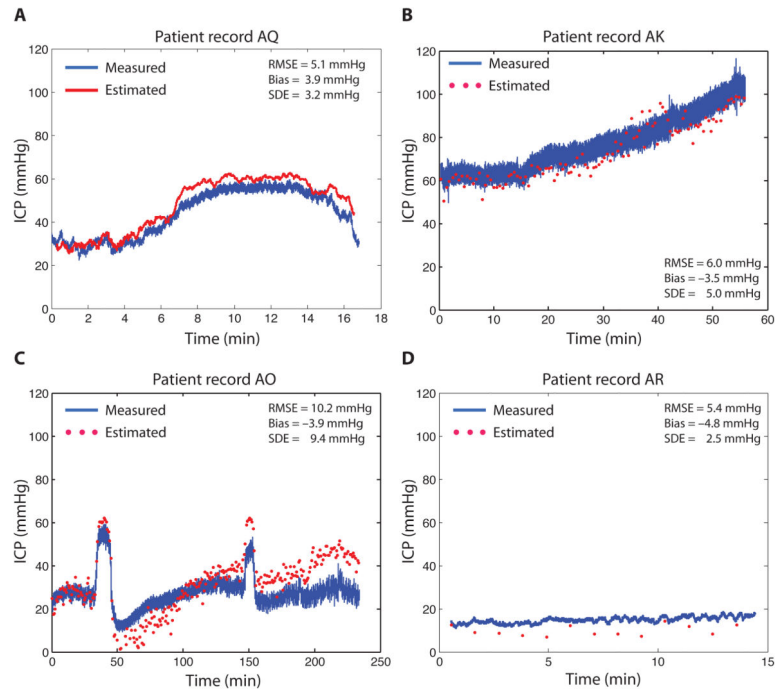 A
Patient record AQ
120
100
80
60
40
20
0
ICP (mmHg)
Measured
Estimated
RMSE = 5.1 mmHg
Bias = 3.9 mmHg
SDE = 3.2 mmHg
0 2 4 6 8 10 12 14 16 18
Time (min)
B
Patient record AK
120
100
80
60
40
20
0
ICP (mmHg)
Measured
Estimated
RMSE = 6.0 mmHg
Bias = –3.5 mmHg
SDE = 5.0 mmHg
0 10 20 30 40 50 60
Time (min)
C
Patient record AO
120
100
80
60
40
20
0
ICP (mmHg)
Measured
Estimated
RMSE = 10.2 mmHg
Bias = –3.9 mmHg
SDE = 9.4 mmHg
0 50 100 150 200 250
Time (min)
D
Patient record AR
120
100
80
60
40
20
0
ICP (mmHg)
Measured
Estimated
RMSE = 5.4 mmHg
Bias = –4.8 mmHg
SDE = 2.5 mmHg
0 5 10 15
Time (min)